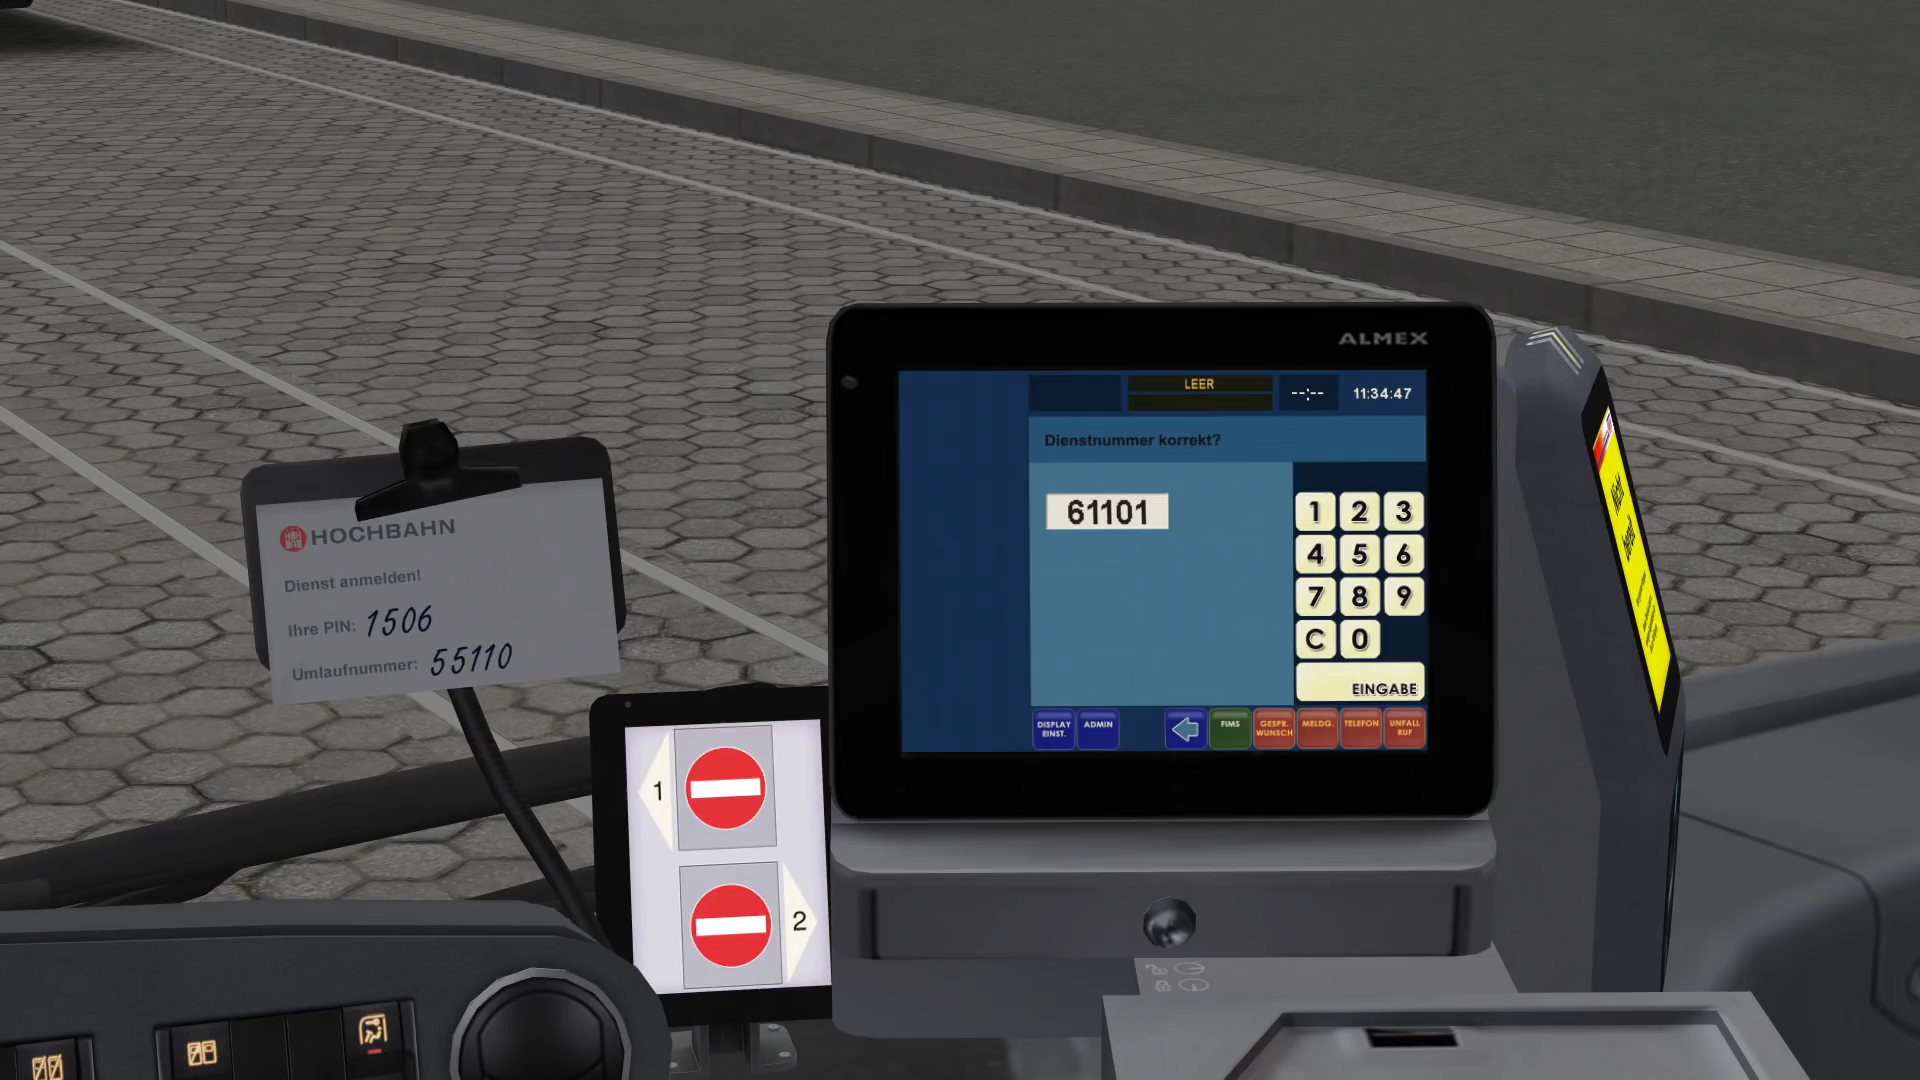 ALMEX
LEER
--:-- 11:34:47
Dienstnummer korrekt?
61101
1 2 3
4 5 6
7 8 9
C 0
EINGABE
DISPLAY EINST.
ADMIN
FIMS
GESPR. WUNSCH
MELDG.
TELEFON
UNFALL RUF
HOCHBAHN
Dienst anmelden!
Ihre PIN: 1506
Umlaufnummer: 55110
1
2